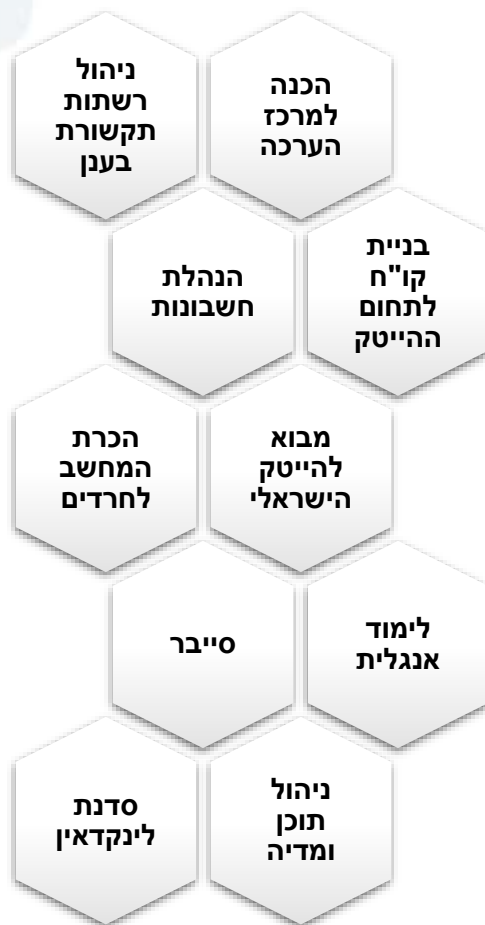 הכנה
למרכז
הערכה
ניהול
רשתות
תקשורת
בענן
בניית
קו"ח
לתחום
ההייטק
הנהלת
חשבונות
מבוא
להייטק
הישראלי
הכרת
המחשב
לחרדים
לימוד
אנגלית
סייבר
ניהול
תוכן
ומדיה
סדנת
לינקדאין